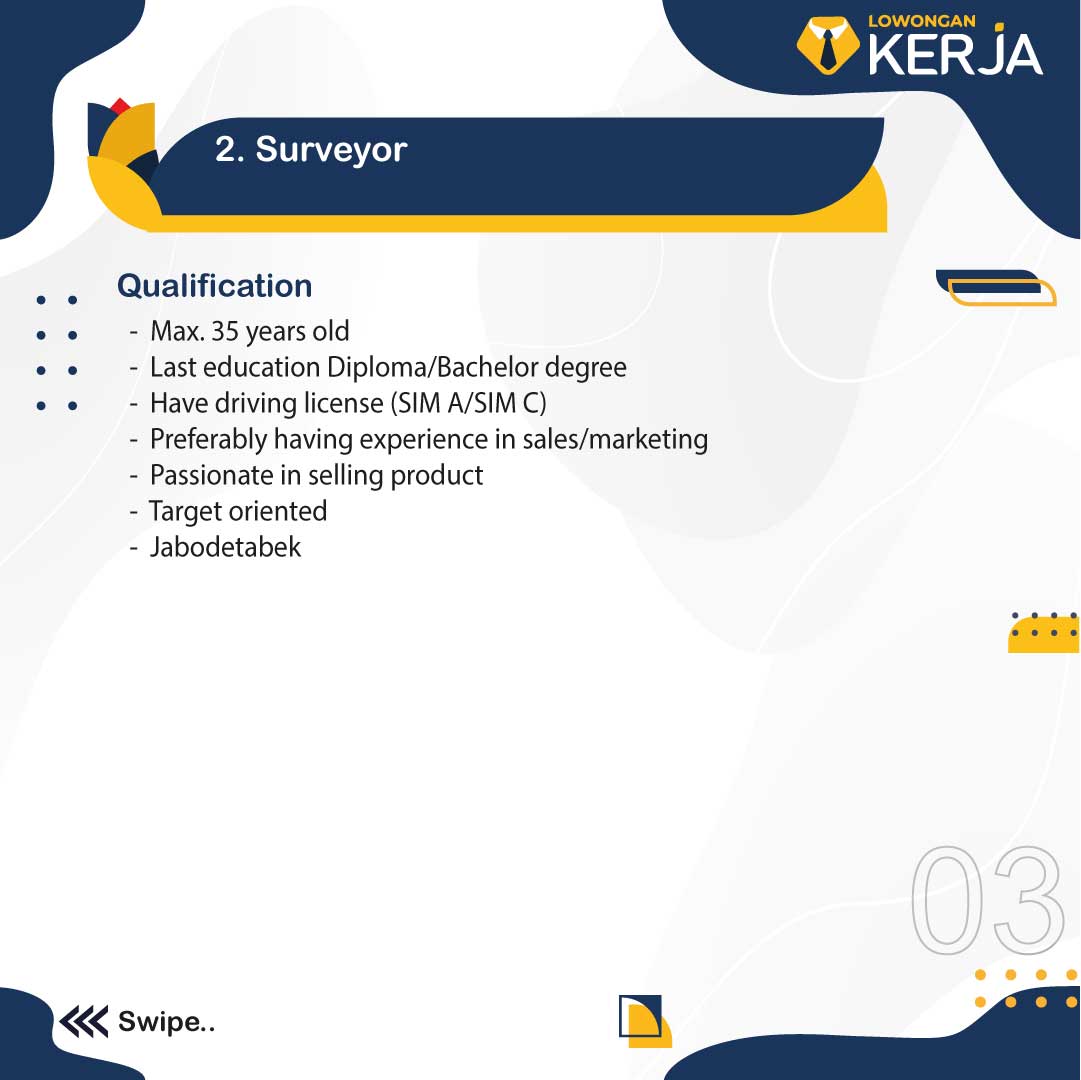 LOWONGAN
KERJA
2. Surveyor
Qualification
- Max. 35 years old
- Last education Diploma/Bachelor degree
- Have driving license (SIM A/SIM C)
- Preferably having experience in sales/marketing
- Passionate in selling product
- Target oriented
- Jabodetabek
03
Swipe..